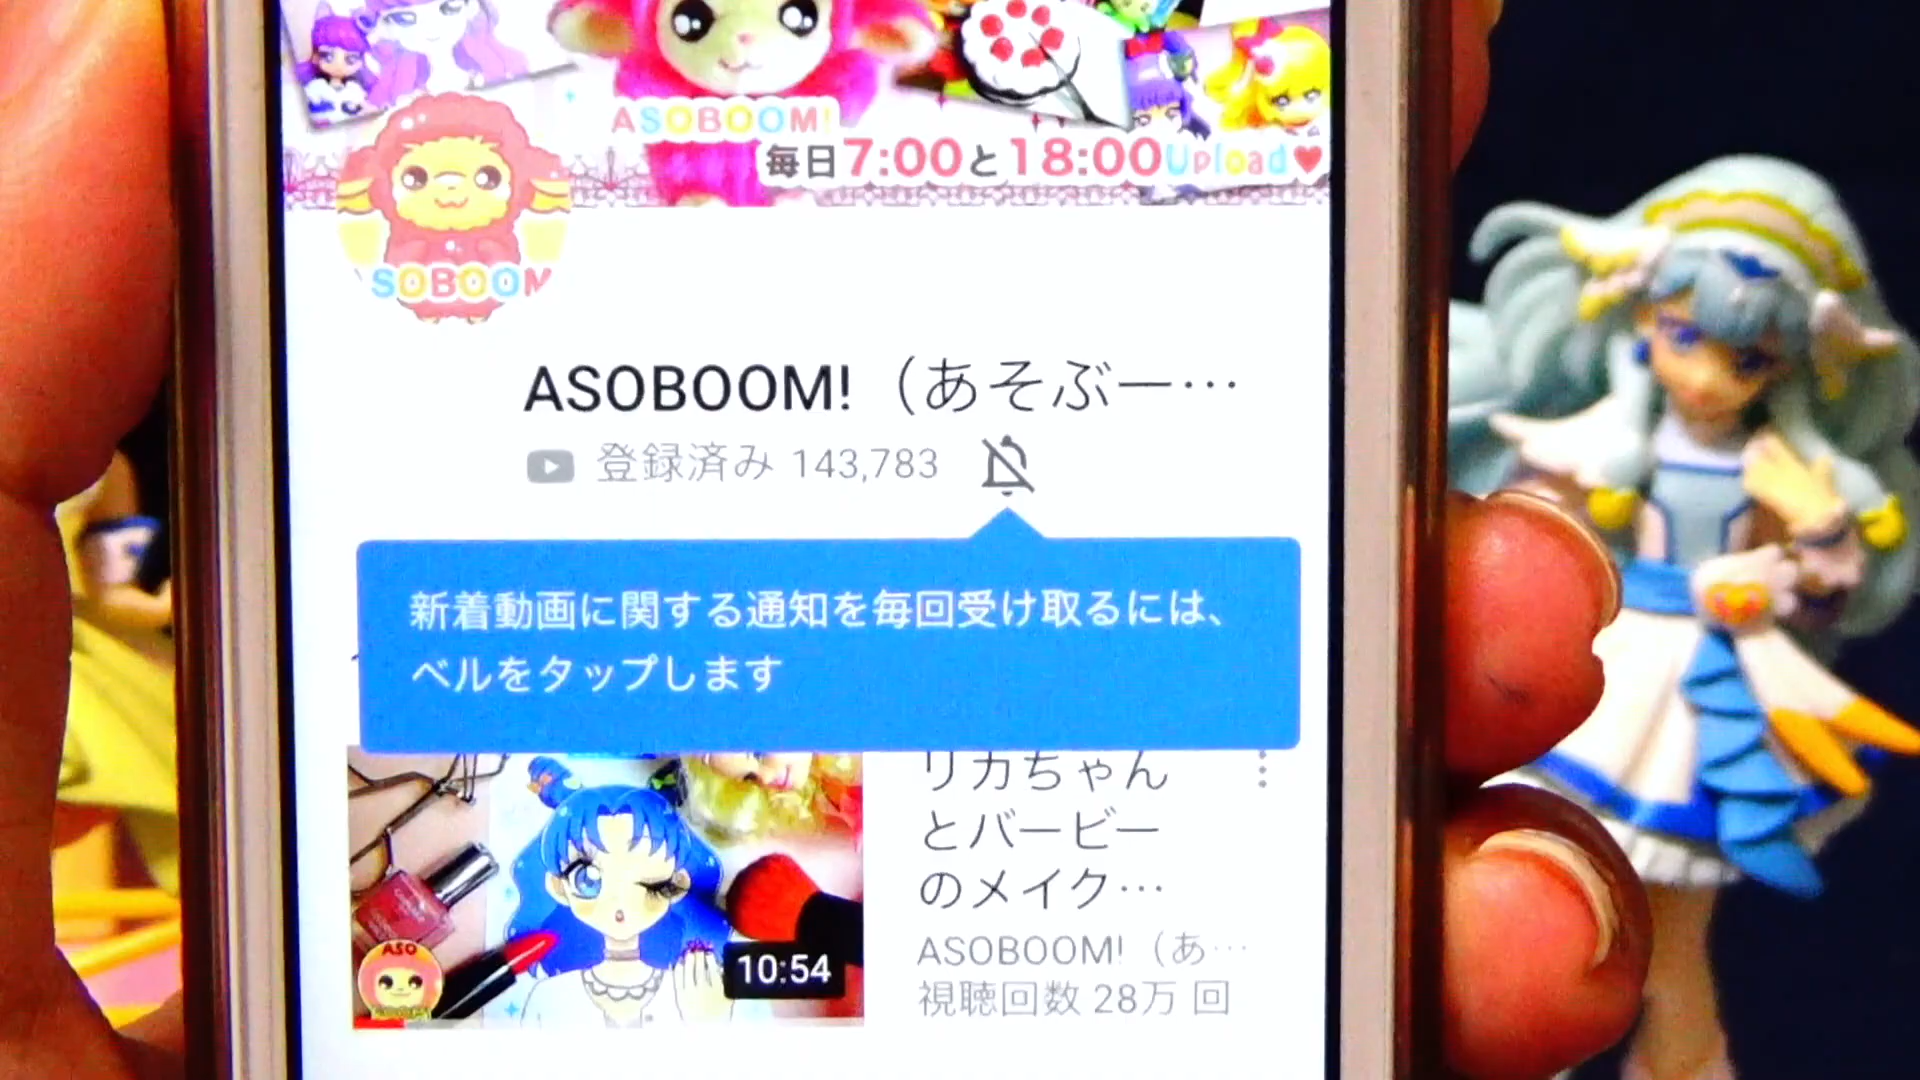 ASOBOOM!
毎日7:00と18:00Upload♥
SOBOOM
ASOBOOM!（あそぶー…
登録済み 143,783
新着動画に関する通知を毎回受け取るには、
ベルをタップします
リカちゃん
とバービー
のメイク…
ASOBOOM!（あ…
視聴回数 28万 回
ASO
10:54